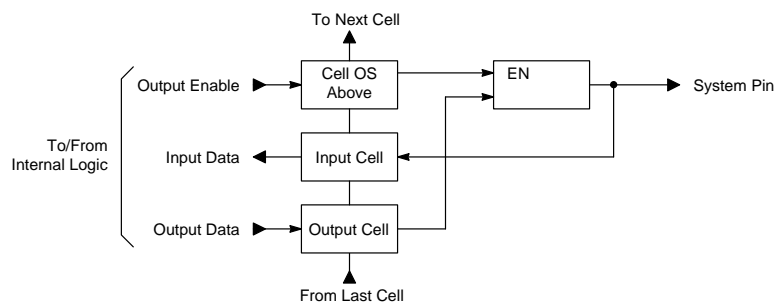 To Next Cell
Output Enable
Cell OS
Above
EN
System Pin
To/From
Internal Logic
Input Data
Input Cell
Output Data
Output Cell
From Last Cell